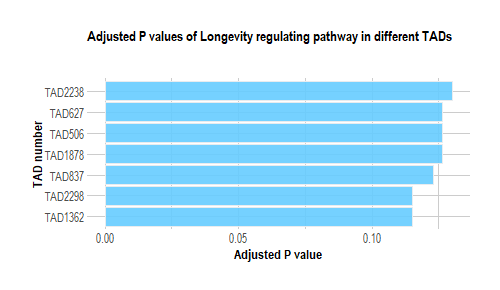 Adjusted P values of Longevity regulating pathway in different TADs
TAD number
TAD2238
TAD627
TAD506
TAD1878
TAD837
TAD2298
TAD1362
0.00 0.05 0.10
Adjusted P value